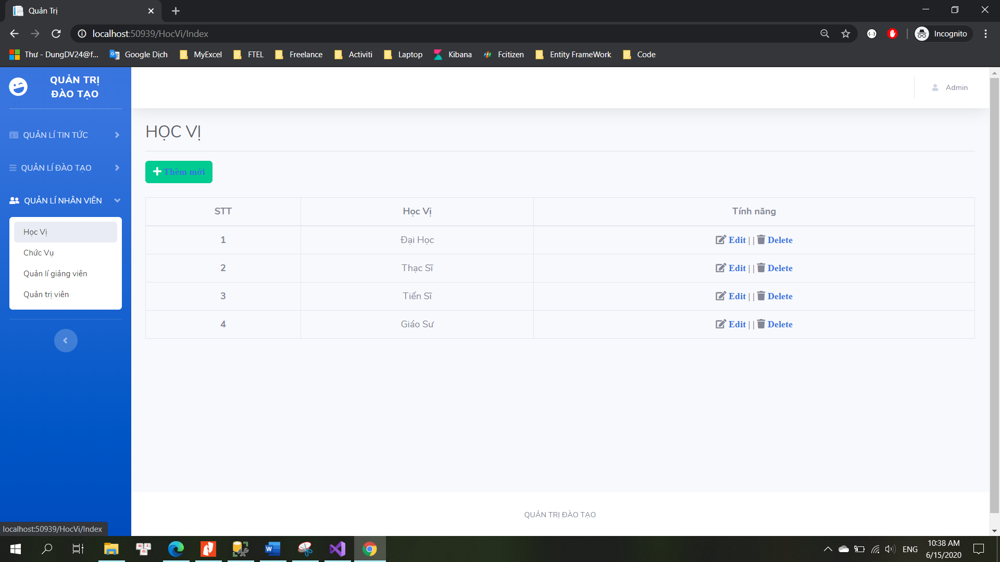 Quản Trị
localhost:50939/HocVi/Index
Incognito
Thư - DungDV24@f...
Google Dịch
MyExcel
FTEL
Freelance
Activiti
Laptop
Kibana
Fcitizen
Entity FrameWork
Code
QUẢN TRỊ
ĐÀO TẠO
Admin
QUẢN LÍ TIN TỨC
QUẢN LÍ ĐÀO TẠO
QUẢN LÍ NHÂN VIÊN
Học Vị
Chức Vụ
Quản lí giảng viên
Quản trị viên
HỌC VỊ
Thêm mới
STT Học Vị Tính năng
1 Đại Học Edit || Delete
2 Thạc Sĩ Edit || Delete
3 Tiến Sĩ Edit || Delete
4 Giáo Sư Edit || Delete
QUẢN TRỊ ĐÀO TẠO
localhost:50939/HocVi/Index
ENG
10:38 AM
6/15/2020